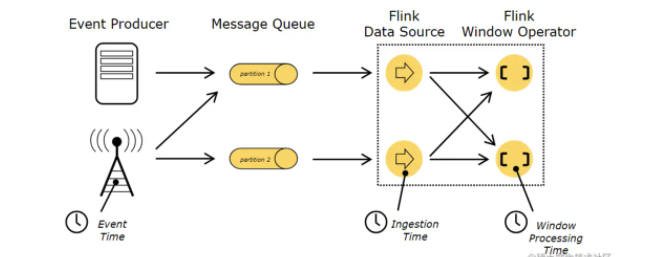 Event Producer
Message Queue
Flink
Data Source
Flink
Window Operator
partition 1
partition 2
Event
Time
Ingestion
Time
Window
Processing
Time